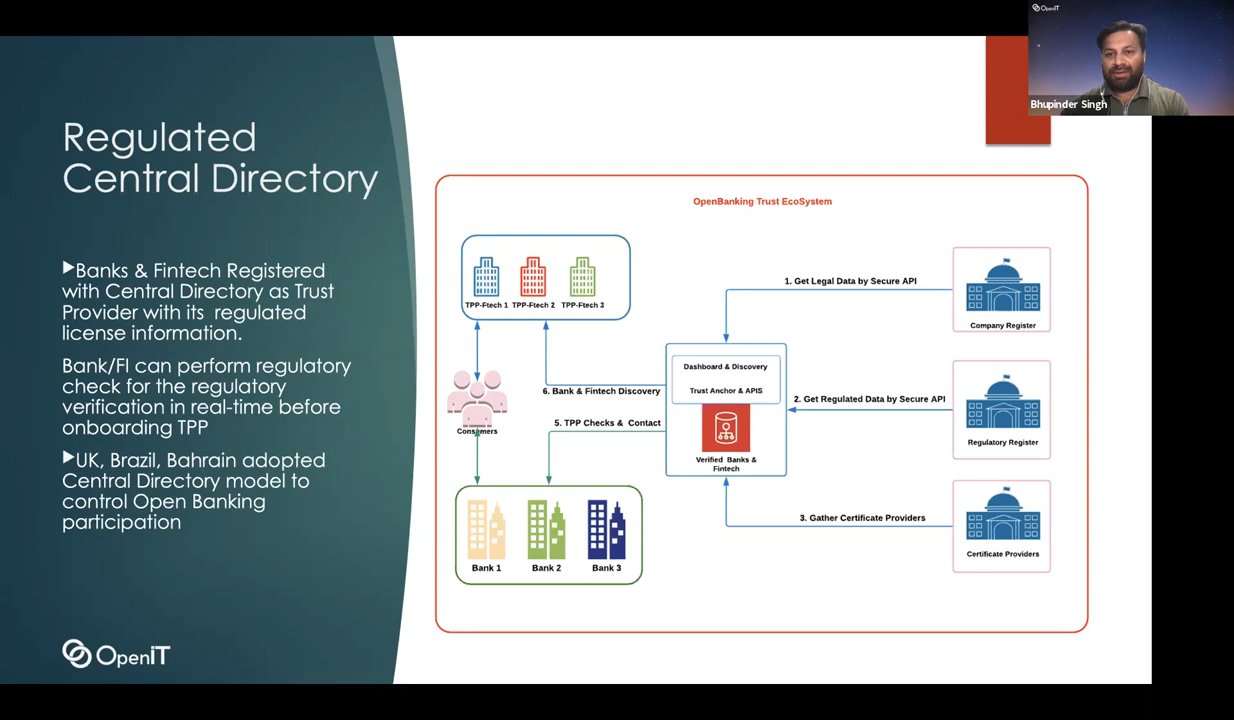 OpenIT
Bhupinder Singh
Regulated
Central Directory
▶Banks & Fintech Registered
with Central Directory as Trust
Provider with its regulated
license information.
Bank/FI can perform regulatory
check for the regulatory
verification in real-time before
onboarding TPP
▶UK, Brazil, Bahrain adopted
Central Directory model to
control Open Banking
participation
OpenIT
OpenBanking Trust EcoSystem
TPP-Ftech 1 TPP-Ftech 2 TPP-Ftech 3
1. Get Legal Data by Secure API
Company Register
Dashboard & Discovery
Trust Anchor & APIS
6. Bank & Fintech Discovery
2. Get Regulated Data by Secure API
5. TPP Checks & Contact
Consumers
Regulatory Register
Verified Banks &
Fintech
3. Gather Certificate Providers
Certificate Providers
Bank 1 Bank 2 Bank 3